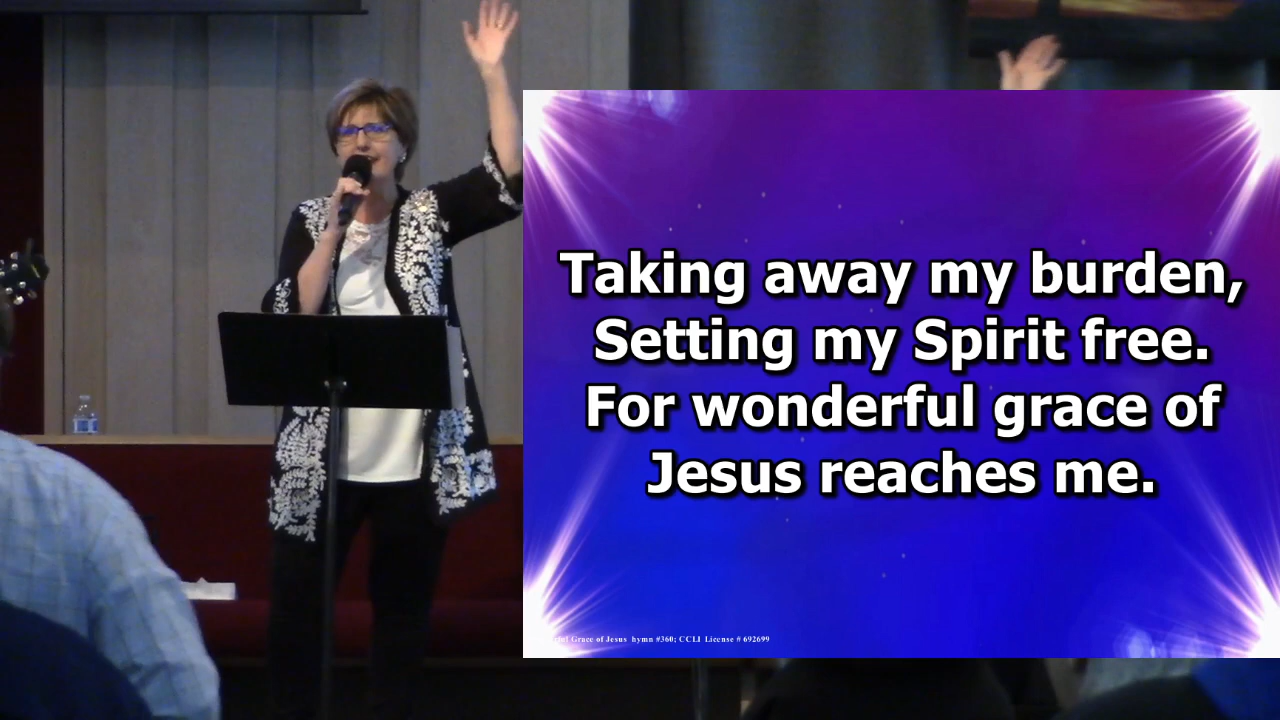 Taking away my burden,
Setting my Spirit free.
For wonderful grace of
Jesus reaches me.
Grace of Jesus hymn #360; CCLI License # 692699